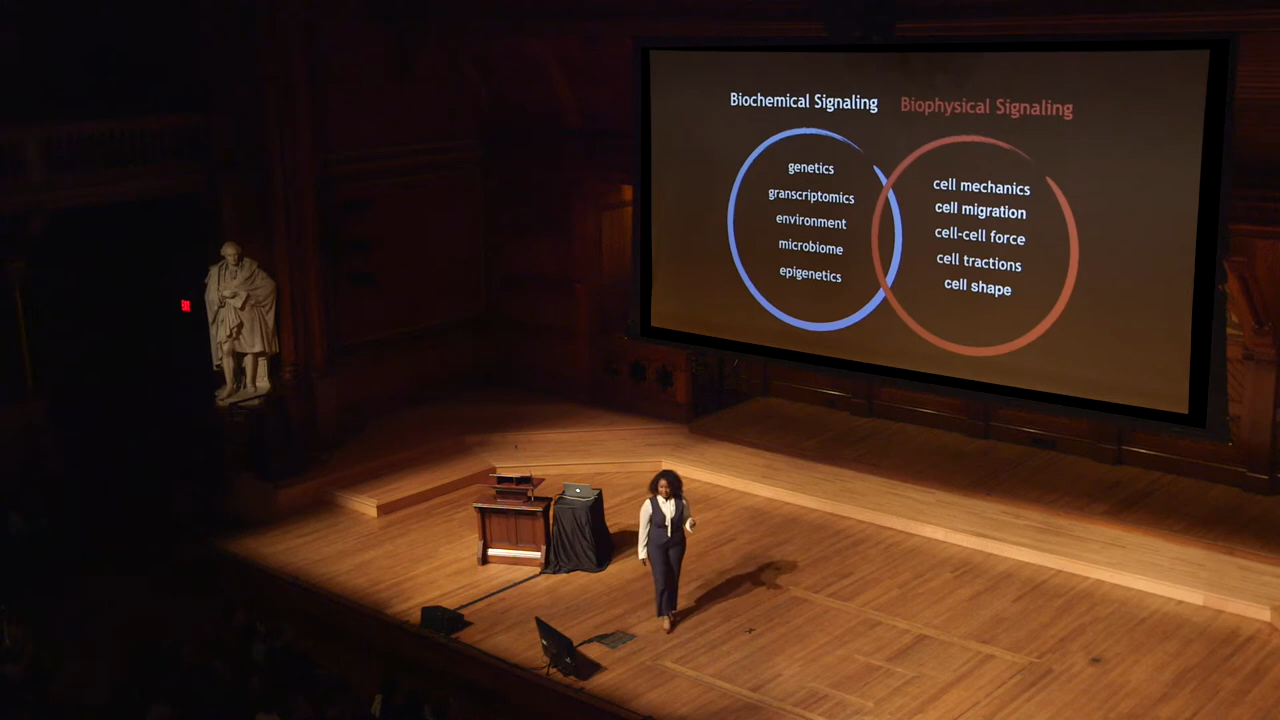 Biochemical Signaling
Biophysical Signaling
genetics
granscriptomics
environment
microbiome
epigenetics
cell mechanics
cell migration
cell-cell force
cell tractions
cell shape